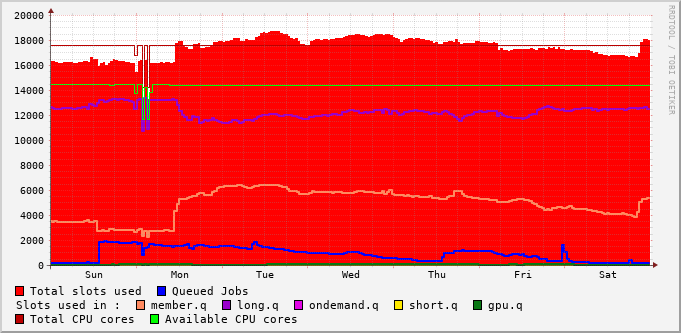 RRDTOOL / TOBI OETIKER
20000
18000
16000
14000
12000
10000
8000
6000
4000
2000
0
Sun Mon Tue Wed Thu Fri Sat
Total slots used Queued Jobs
Slots used in : member.q long.q ondemand.q short.q gpu.q
Total CPU cores Available CPU cores